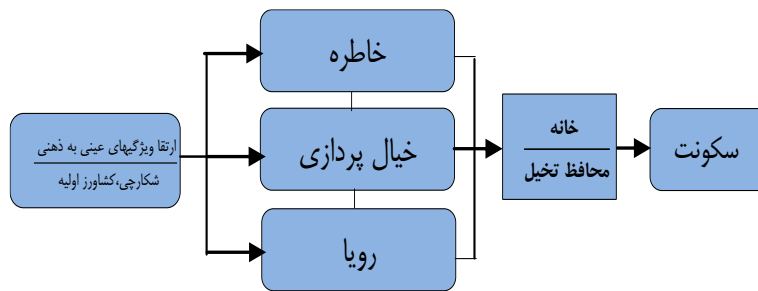 خاطره
ارتقا ویژگیهای عینی به ذهنی
شکارچی،کشاورز اولیه
خیال پردازی
خانه
محافظ تخیل
سکونت
رویا